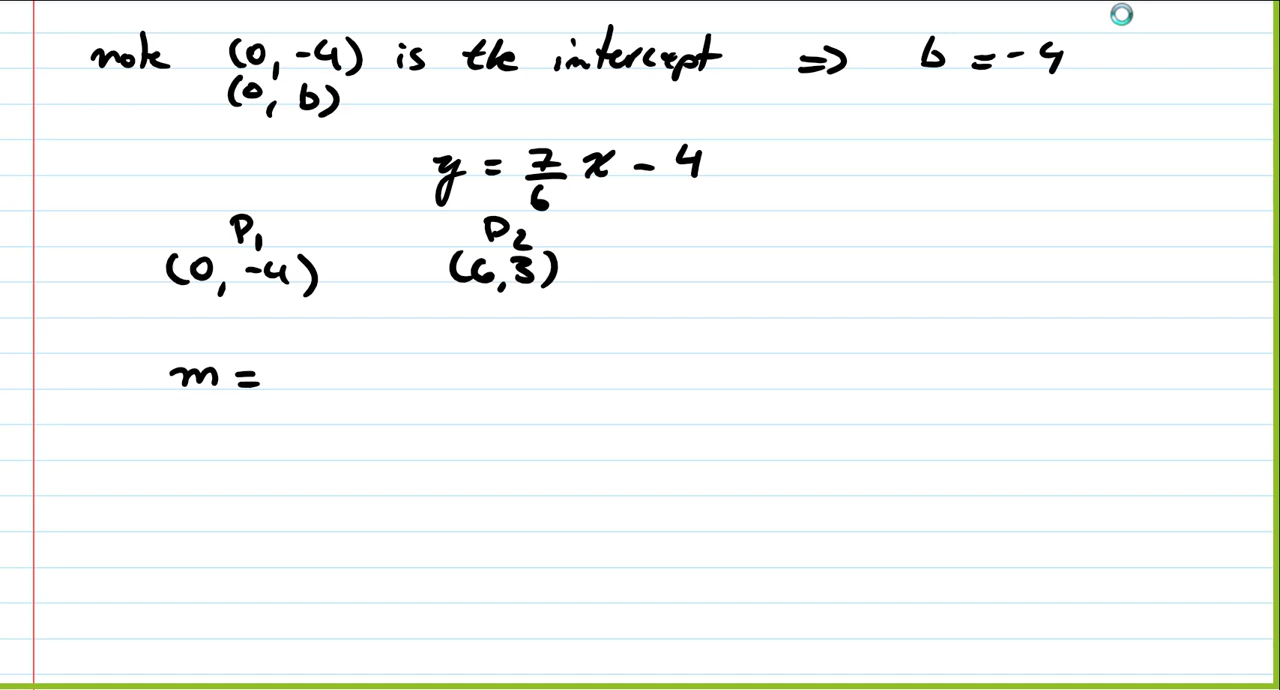 note (0, -4) is the intercept => b = -4
(0, b)
y = 7/6 x - 4
P1 P2
(0, -4) (6,3)
m =